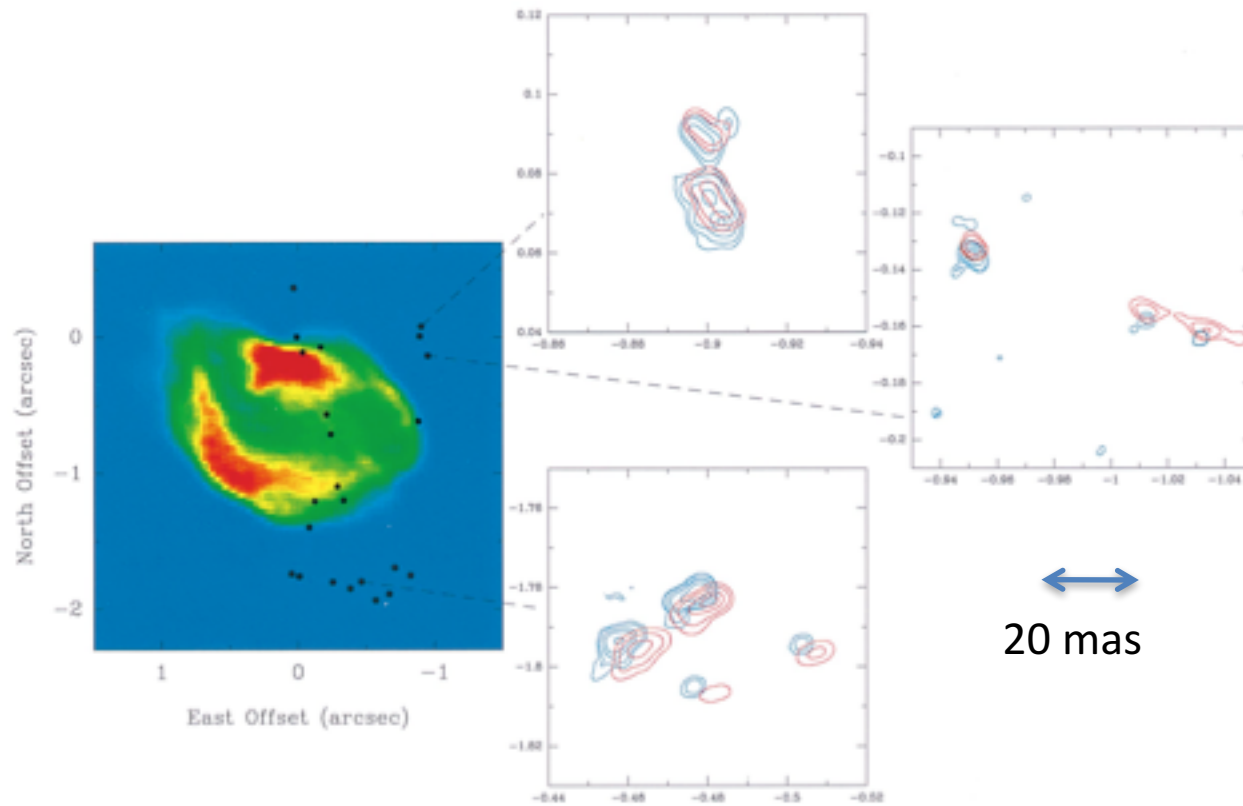 North Offset (arcsec)
0
-1
-2
1 0 -1
East Offset (arcsec)
0.12
0.1
0.08
0.06
0.04
-0.86 -0.88 -0.9 -0.92 -0.94
-0.1
-0.12
-0.14
-0.16
-0.18
-0.2
-0.94 -0.96 -0.98 -1 -1.02 -1.04
-1.76
-1.78
-1.8
-1.82
-0.44 -0.46 -0.48 -0.5 -0.52
20 mas